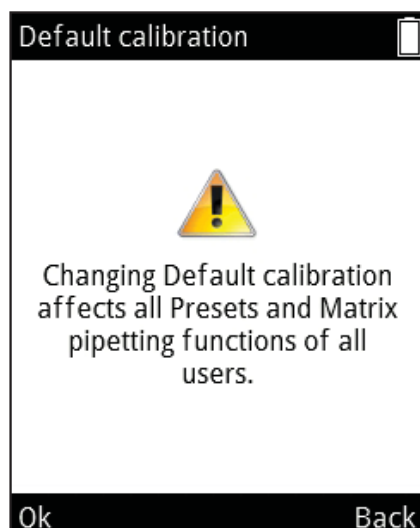 Default calibration
Changing Default calibration
affects all Presets and Matrix
pipetting functions of all
users.
Ok Back